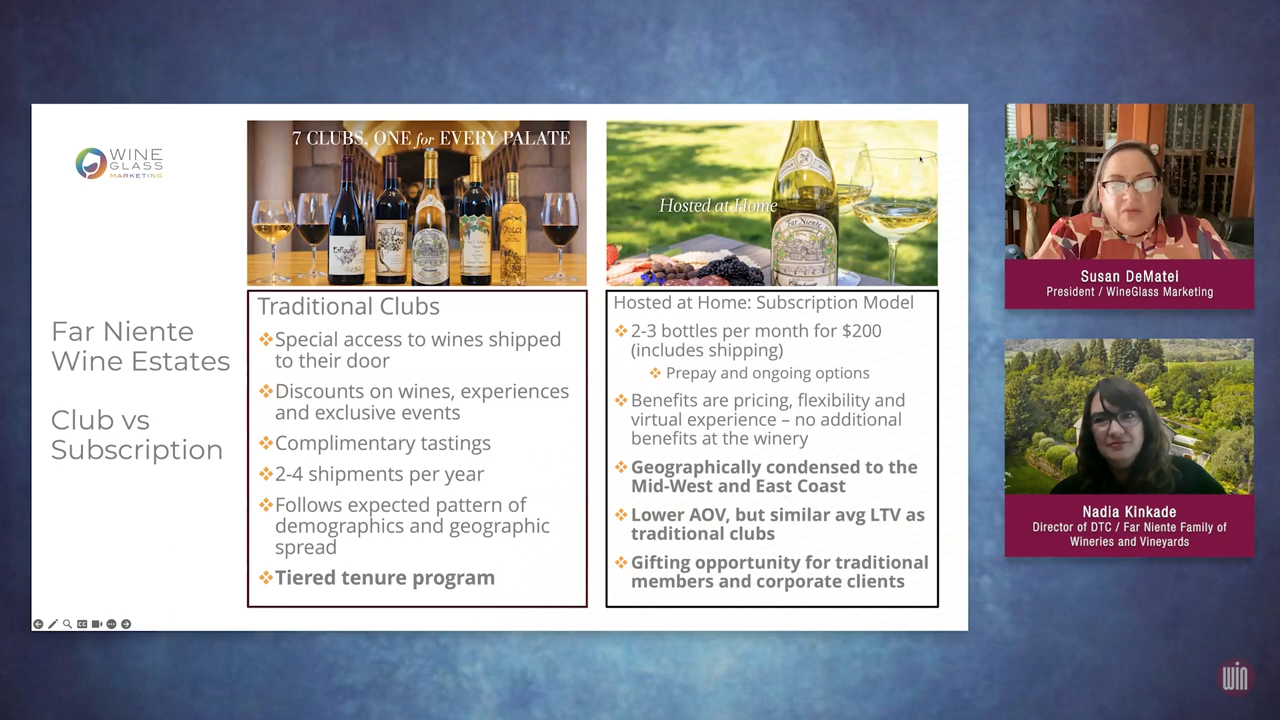 WINE
GLASS
MARKETING
Far Niente
Wine Estates
Club vs
Subscription
7 CLUBS, ONE for EVERY PALATE
Traditional Clubs
Special access to wines shipped
to their door
Discounts on wines, experiences
and exclusive events
Complimentary tastings
2-4 shipments per year
Follows expected pattern of
demographics and geographic
spread
Tiered tenure program
Hosted at Home
Far Niente
Hosted at Home: Subscription Model
2-3 bottles per month for $200
(includes shipping)
Prepay and ongoing options
Benefits are pricing, flexibility and
virtual experience – no additional
benefits at the winery
Geographically condensed to the
Mid-West and East Coast
Lower AOV, but similar avg LTV as
traditional clubs
Gifting opportunity for traditional
members and corporate clients
Susan DeMatei
President / WineGlass Marketing
Nadia Kinkade
Director of DTC / Far Niente Family of
Wineries and Vineyards
win